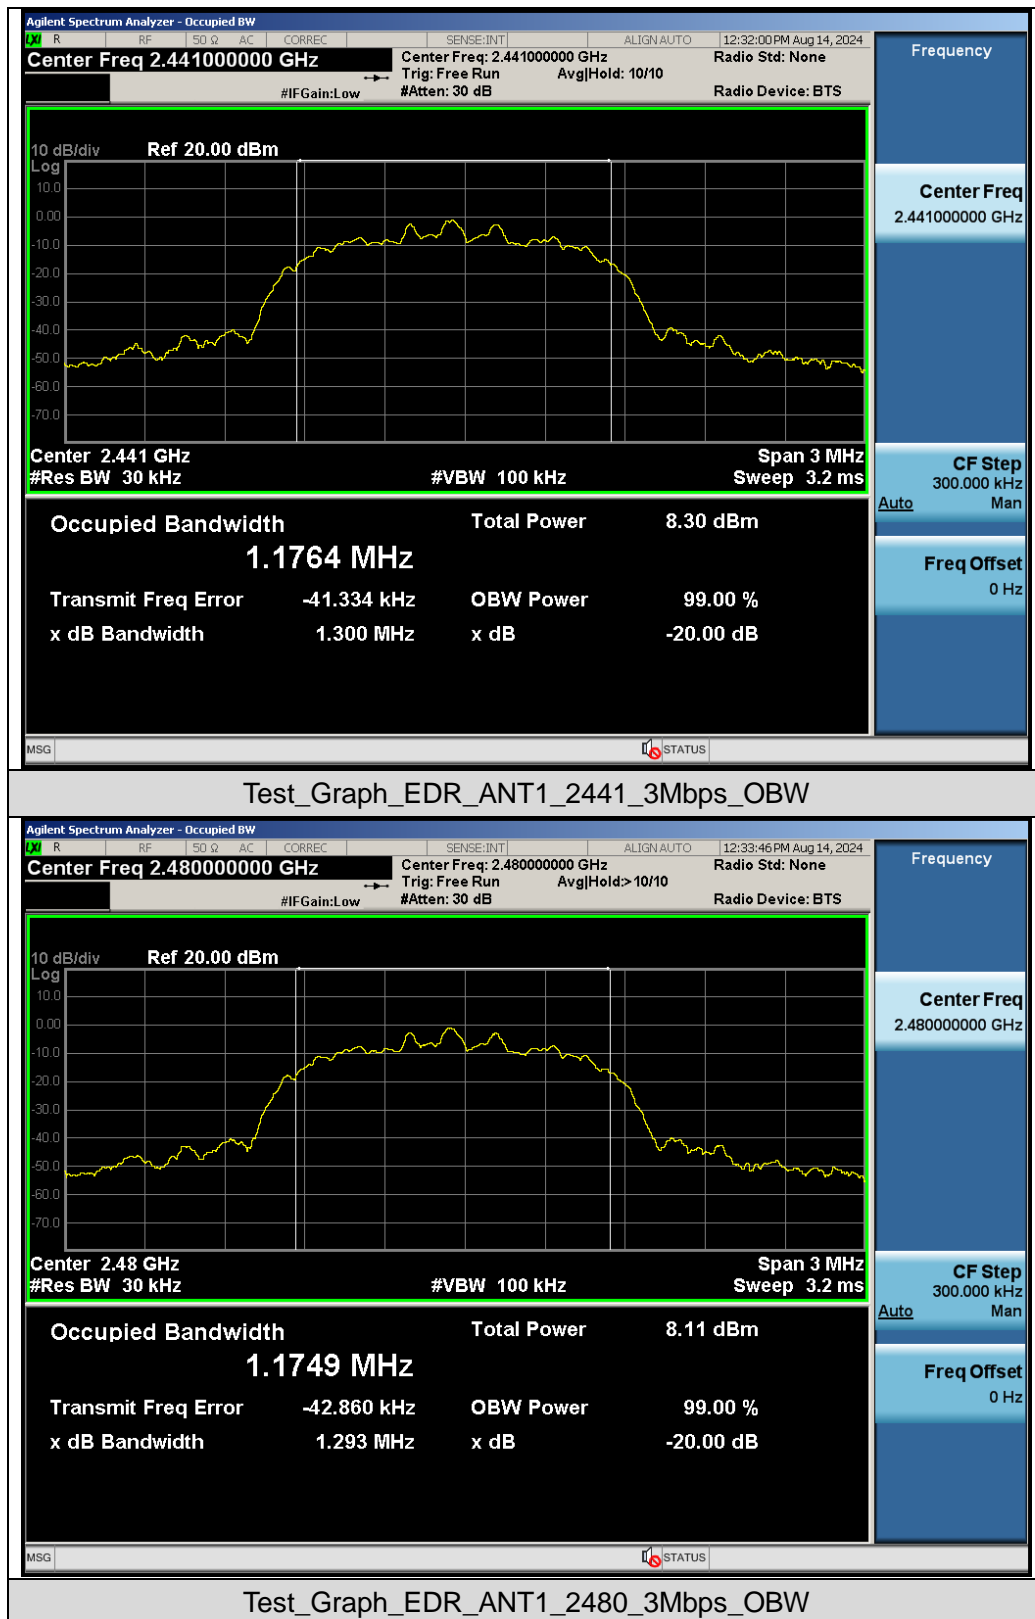 Agilent Spectrum Analyzer - Occupied BW
LXI R RF 50 Ω AC CORREC SENSE:INT ALIGN AUTO 12:32:00 PM Aug 14, 2024
Center Freq 2.441000000 GHz
Center Freq: 2.441000000 GHz
Radio Std: None
Trig: Free Run Avg|Hold: 10/10
#IFGain:Low
#Atten: 30 dB
Radio Device: BTS
Frequency
10 dB/div Ref 20.00 dBm
Log
10.0
0.00
-10.0
-20.0
-30.0
-40.0
-50.0
-60.0
-70.0
Center Freq
2.441000000 GHz
Center 2.441 GHz Span 3 MHz
#Res BW 30 kHz #VBW 100 kHz Sweep 3.2 ms
CF Step
300.000 kHz
Auto Man
Occupied Bandwidth Total Power 8.30 dBm
1.1764 MHz
Transmit Freq Error -41.334 kHz OBW Power 99.00 %
x dB Bandwidth 1.300 MHz x dB -20.00 dB
Freq Offset
0 Hz
MSG STATUS
Test_Graph_EDR_ANT1_2441_3Mbps_OBW
Agilent Spectrum Analyzer - Occupied BW
LXI R RF 50 Ω AC CORREC SENSE:INT ALIGN AUTO 12:33:46 PM Aug 14, 2024
Center Freq 2.480000000 GHz
Center Freq: 2.480000000 GHz
Radio Std: None
Trig: Free Run Avg|Hold:>10/10
#IFGain:Low
#Atten: 30 dB
Radio Device: BTS
Frequency
10 dB/div Ref 20.00 dBm
Log
10.0
0.00
-10.0
-20.0
-30.0
-40.0
-50.0
-60.0
-70.0
Center Freq
2.480000000 GHz
Center 2.48 GHz Span 3 MHz
#Res BW 30 kHz #VBW 100 kHz Sweep 3.2 ms
CF Step
300.000 kHz
Auto Man
Occupied Bandwidth Total Power 8.11 dBm
1.1749 MHz
Transmit Freq Error -42.860 kHz OBW Power 99.00 %
x dB Bandwidth 1.293 MHz x dB -20.00 dB
Freq Offset
0 Hz
MSG STATUS
Test_Graph_EDR_ANT1_2480_3Mbps_OBW